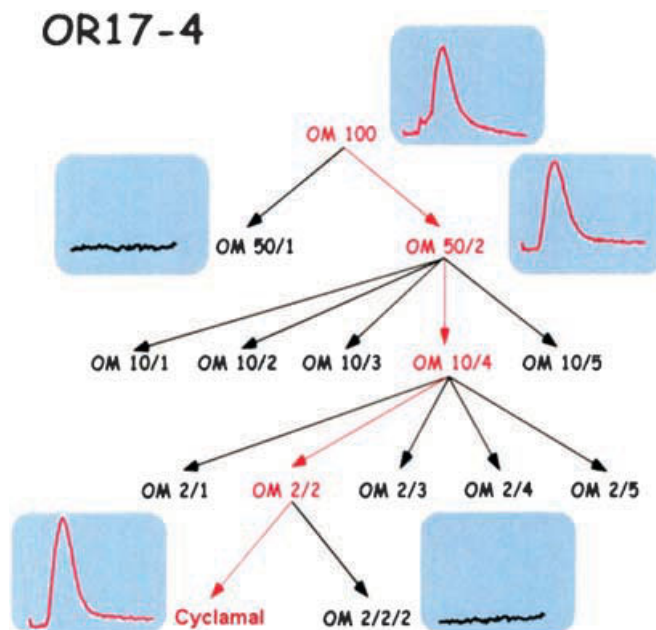 OR17-4
OM 100
OM 50/1
OM 50/2
OM 10/1
OM 10/2
OM 10/3
OM 10/4
OM 10/5
OM 2/1
OM 2/2
OM 2/3
OM 2/4
OM 2/5
Cyclamal
OM 2/2/2